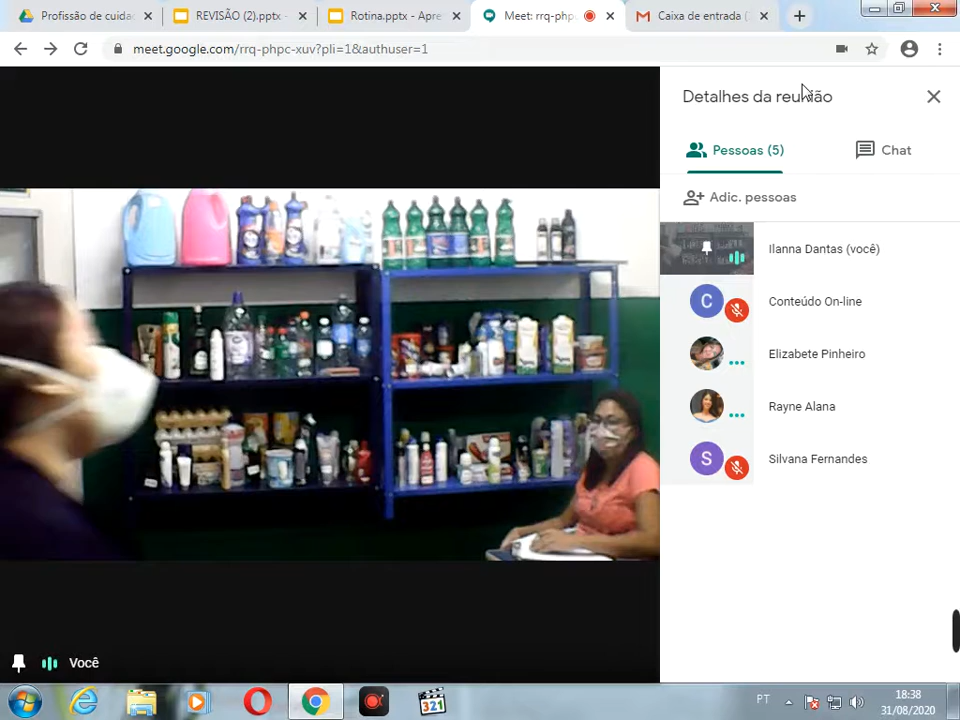 Profissão de cuida
REVISÃO (2).pptx -
Rotina.pptx - Apre
Meet: rrq-php
Caixa de entrada (
meet.google.com/rrq-phpc-xuv?pli=1&authuser=1
Detalhes da reunião
Pessoas (5)
Chat
Adic. pessoas
Ilanna Dantas (você)
C
Conteúdo On-line
Elizabete Pinheiro
Rayne Alana
S
Silvana Fernandes
Você
321
PT
18:38
31/08/2020